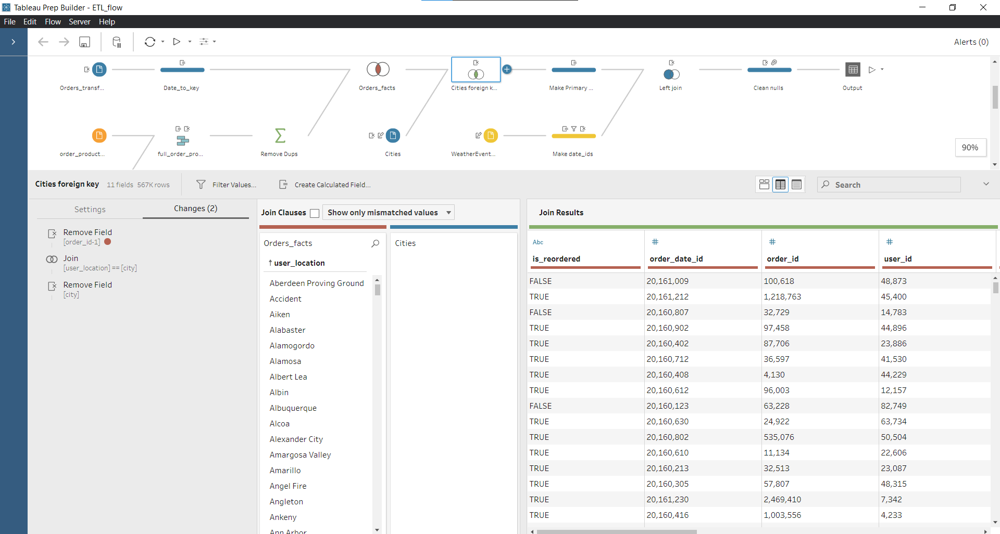 Tableau Prep Builder - ETL_flow
File Edit Flow Server Help
Alerts (0)
Orders_transf...
Date_to_key
Orders_facts
Cities foreign k...
Make Primary ...
Left join
Clean nulls
Output
order_product...
full_order_pro...
Remove Dups
Cities
WeatherEvent...
Make date_ids
90%
Cities foreign key 11 fields 567K rows
Filter Values...
Create Calculated Field...
Search
Settings
Changes (2)
Remove Field
[order_id-1]
Join
[user_location] == [city]
Remove Field
[city]
Join Clauses
Show only mismatched values
Orders_facts
user_location
Aberdeen Proving Ground
Accident
Aiken
Alabaster
Alamogordo
Alamosa
Albert Lea
Albin
Albuquerque
Alcoa
Alexander City
Amargosa Valley
Amarillo
Angel Fire
Angleton
Ankeny
Ann Arbor
Cities
Join Results
Abc # # #
is_reordered order_date_id order_id user_id
FALSE 20,161,009 100,618 48,873
TRUE 20,161,212 1,218,763 45,400
FALSE 20,160,807 32,729 14,783
TRUE 20,160,902 97,458 44,896
TRUE 20,160,402 87,706 23,886
TRUE 20,160,712 36,597 41,530
TRUE 20,160,408 4,130 44,229
TRUE 20,160,612 96,003 12,157
FALSE 20,160,123 63,228 82,749
TRUE 20,160,630 24,922 63,734
TRUE 20,160,802 535,076 50,504
TRUE 20,160,610 11,134 22,606
TRUE 20,160,213 32,513 23,087
TRUE 20,160,305 57,807 48,315
TRUE 20,161,230 2,469,410 7,342
TRUE 20,160,416 1,003,556 4,233